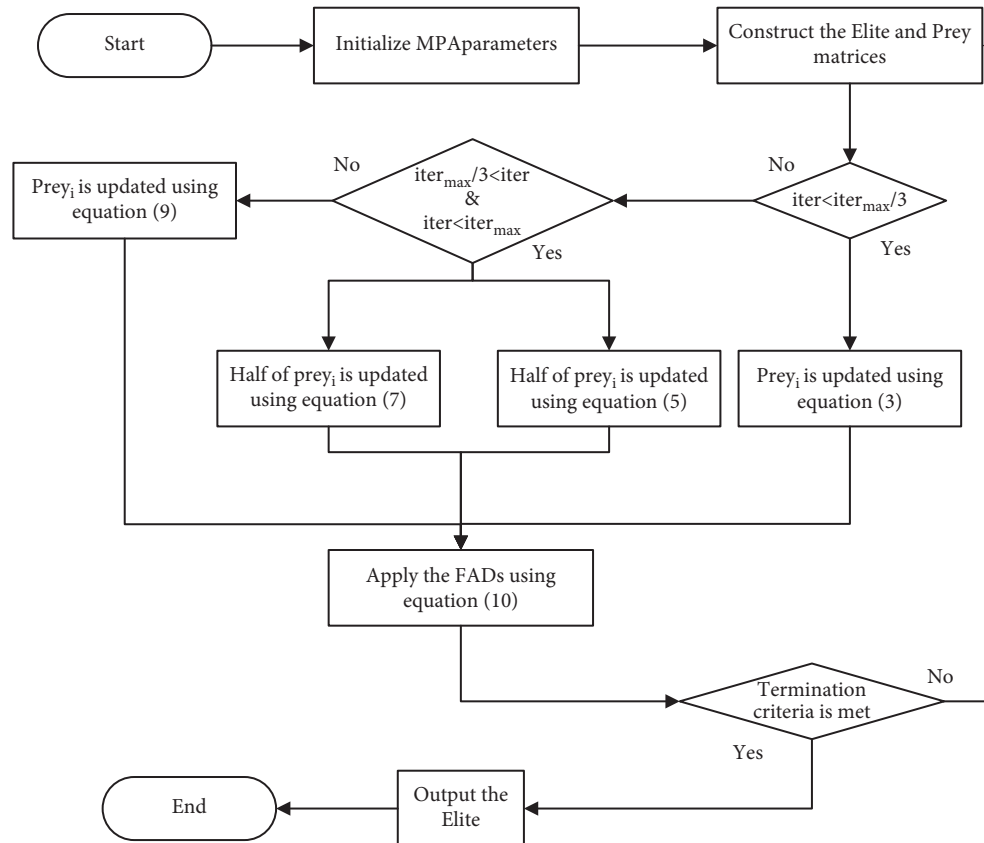 Start
Initialize MPAparameters
Construct the Elite and Prey
matrices
No
iter_max/3<iter
&
iter<iter_max
Yes
No
iter<iter_max/3
Yes
Prey_i is updated using
equation (9)
Half of prey_i is updated
using equation (7)
Half of prey_i is updated
using equation (5)
Prey_i is updated using
equation (3)
Apply the FADs using
equation (10)
Termination
criteria is met
No
Yes
Output the
Elite
End